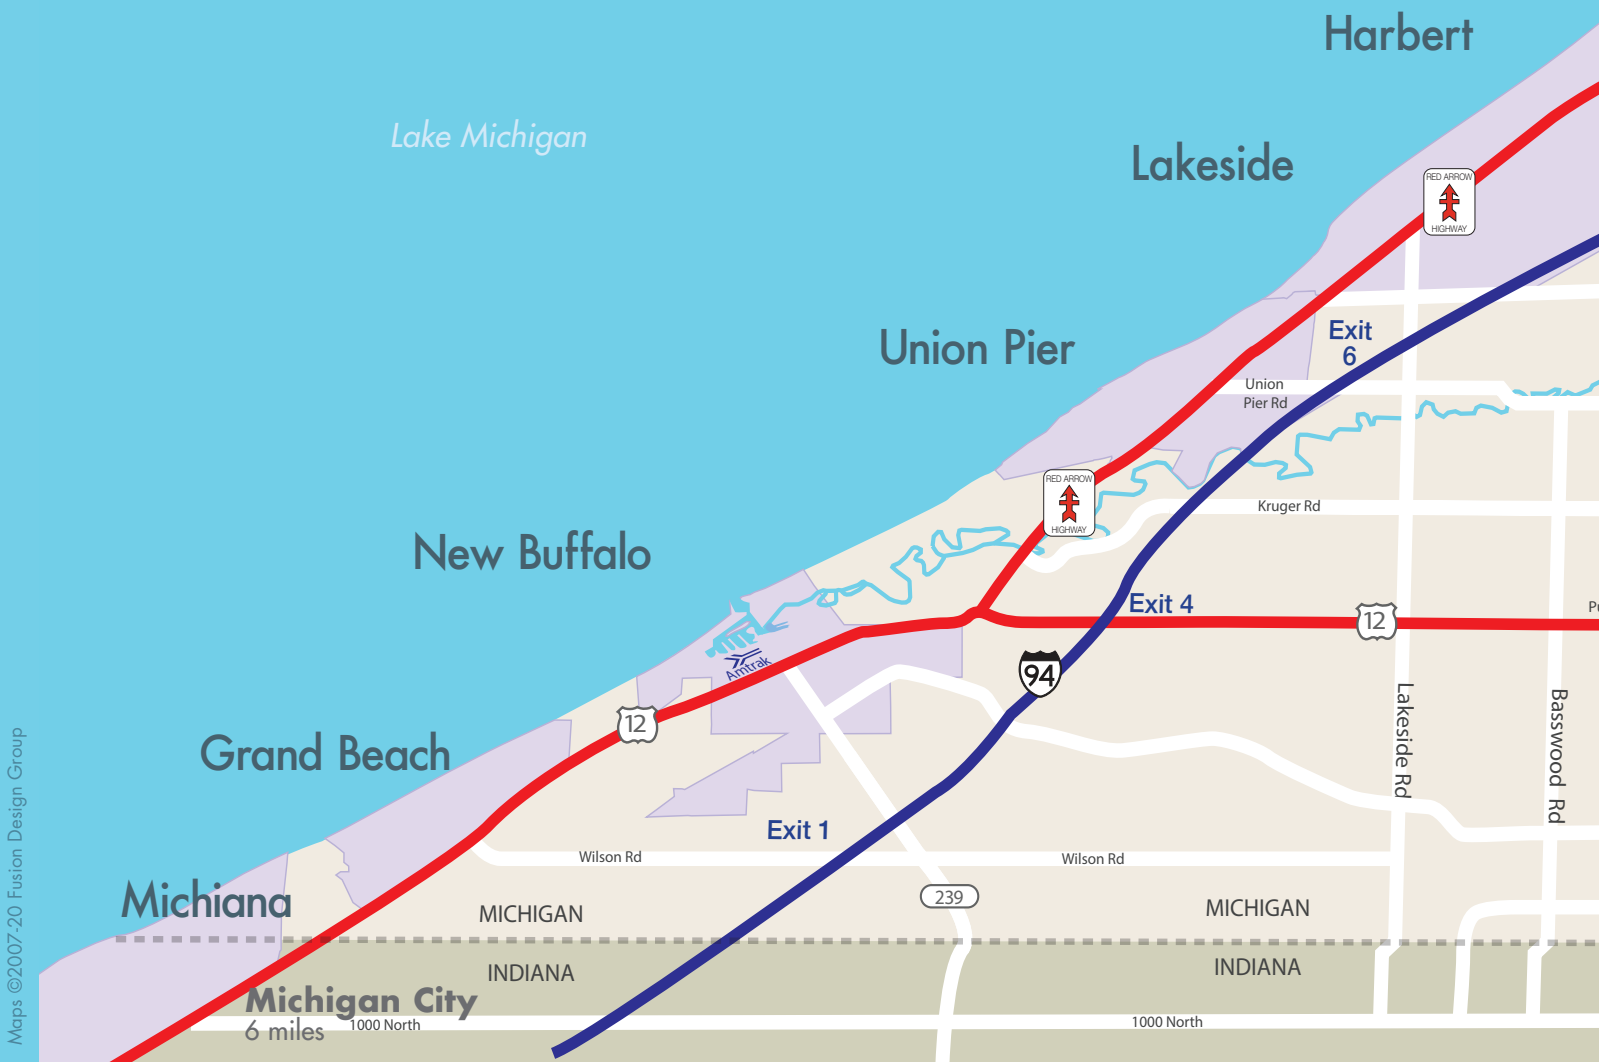 Harbert
Lake Michigan
Lakeside
RED ARROW
HIGHWAY
Exit
6
Union Pier
Union
Pier Rd
RED ARROW
HIGHWAY
Kruger Rd
New Buffalo
Exit 4
12
94
Amtrak
12
Lakeside Rd
Basswood Rd
Grand Beach
Exit 1
Wilson Rd
Wilson Rd
239
Michiana
MICHIGAN
MICHIGAN
INDIANA
INDIANA
Michigan City
6 miles
1000 North
1000 North
Maps ©2007-20 Fusion Design Group